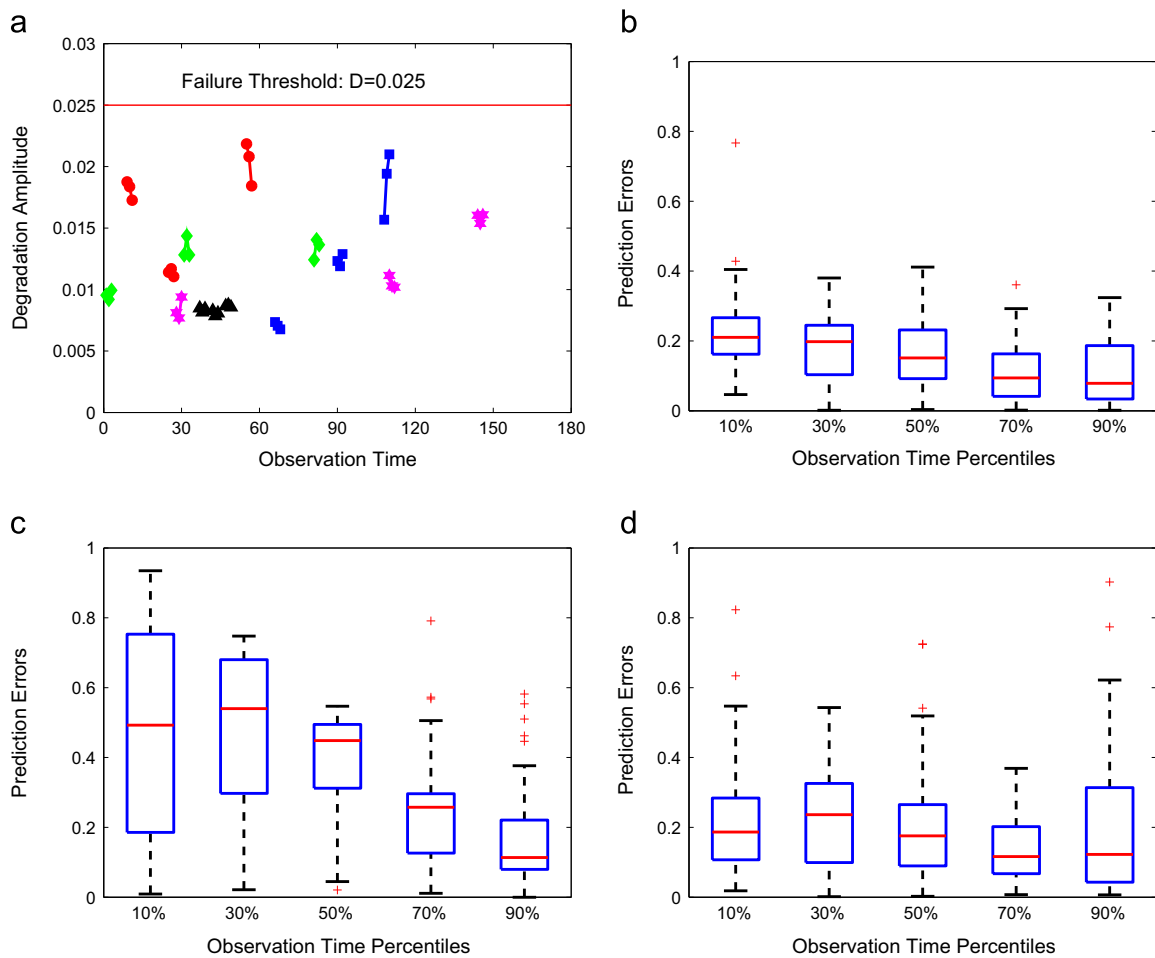 a
0.03
0.025
0.02
0.015
0.01
0.005
0
Degradation Amplitude
Failure Threshold: D=0.025
0 30 60 90 120 150 180
Observation Time
b
1
0.8
0.6
0.4
0.2
0
Prediction Errors
10% 30% 50% 70% 90%
Observation Time Percentiles
c
1
0.8
0.6
0.4
0.2
0
Prediction Errors
10% 30% 50% 70% 90%
Observation Time Percentiles
d
1
0.8
0.6
0.4
0.2
0
Prediction Errors
10% 30% 50% 70% 90%
Observation Time Percentiles